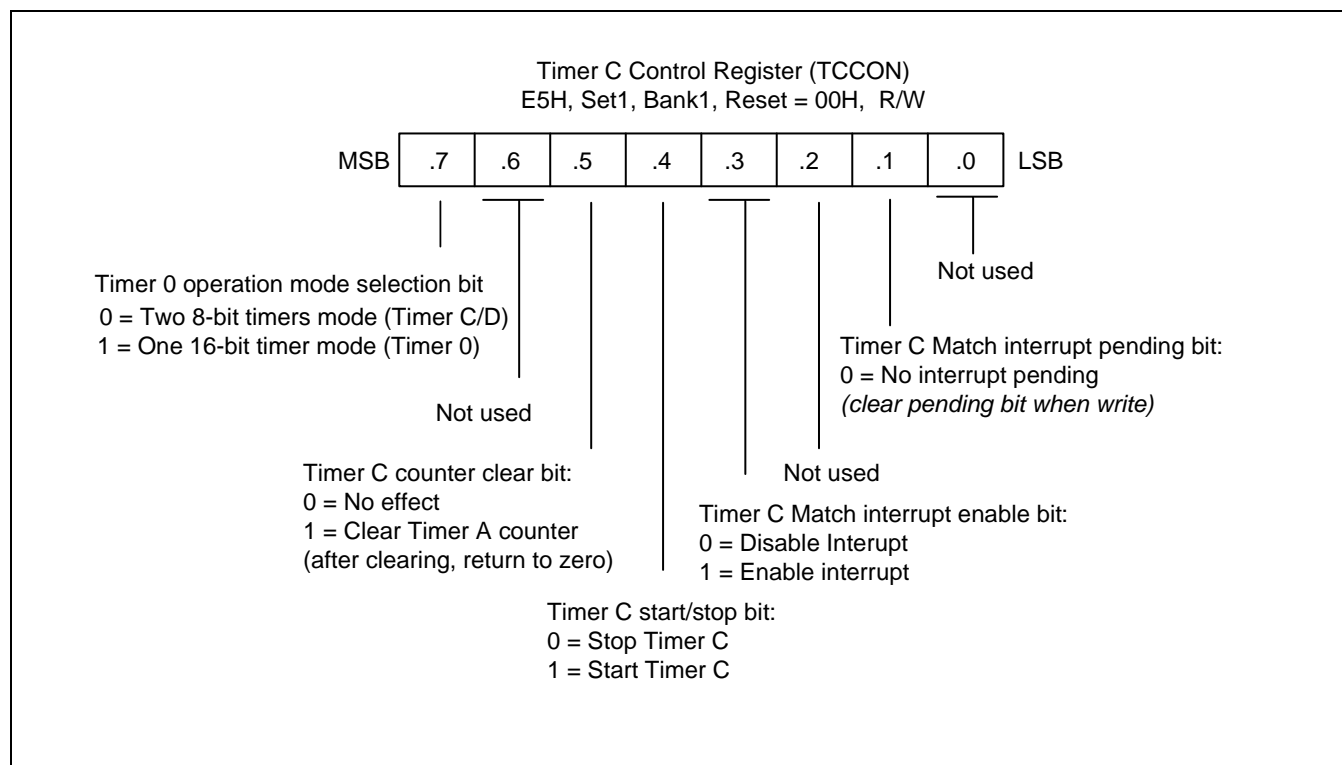 Timer C Control Register (TCCON)
E5H, Set1, Bank1, Reset = 00H, R/W
MSB .7 .6 .5 .4 .3 .2 .1 .0 LSB
Timer 0 operation mode selection bit
0 = Two 8-bit timers mode (Timer C/D)
1 = One 16-bit timer mode (Timer 0)
Not used
Timer C counter clear bit:
0 = No effect
1 = Clear Timer A counter
(after clearing, return to zero)
Timer C start/stop bit:
0 = Stop Timer C
1 = Start Timer C
Timer C Match interrupt enable bit:
0 = Disable Interupt
1 = Enable interrupt
Not used
Timer C Match interrupt pending bit:
0 = No interrupt pending
(clear pending bit when write)
Not used